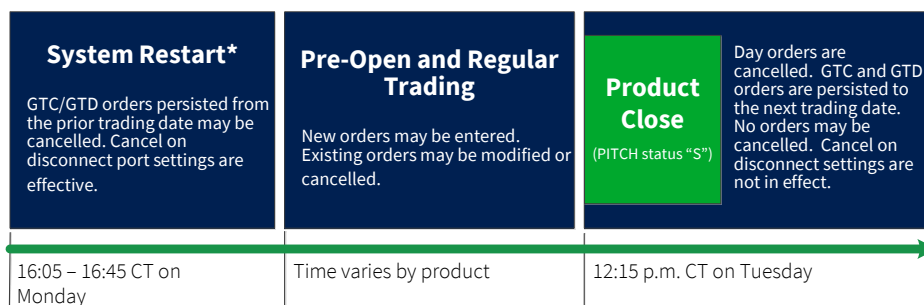 System Restart*
GTC/GTD orders persisted from
the prior trading date may be
cancelled. Cancel on
disconnect port settings are
effective.
Pre-Open and Regular
Trading
New orders may be entered.
Existing orders may be modified or
cancelled.
Product
Close
(PITCH status “S”)
Day orders are
cancelled. GTC and GTD
orders are persisted to
the next trading date.
No orders may be
cancelled. Cancel on
disconnect settings are
not in effect.
16:05 – 16:45 CT on
Monday
Time varies by product
12:15 p.m. CT on Tuesday